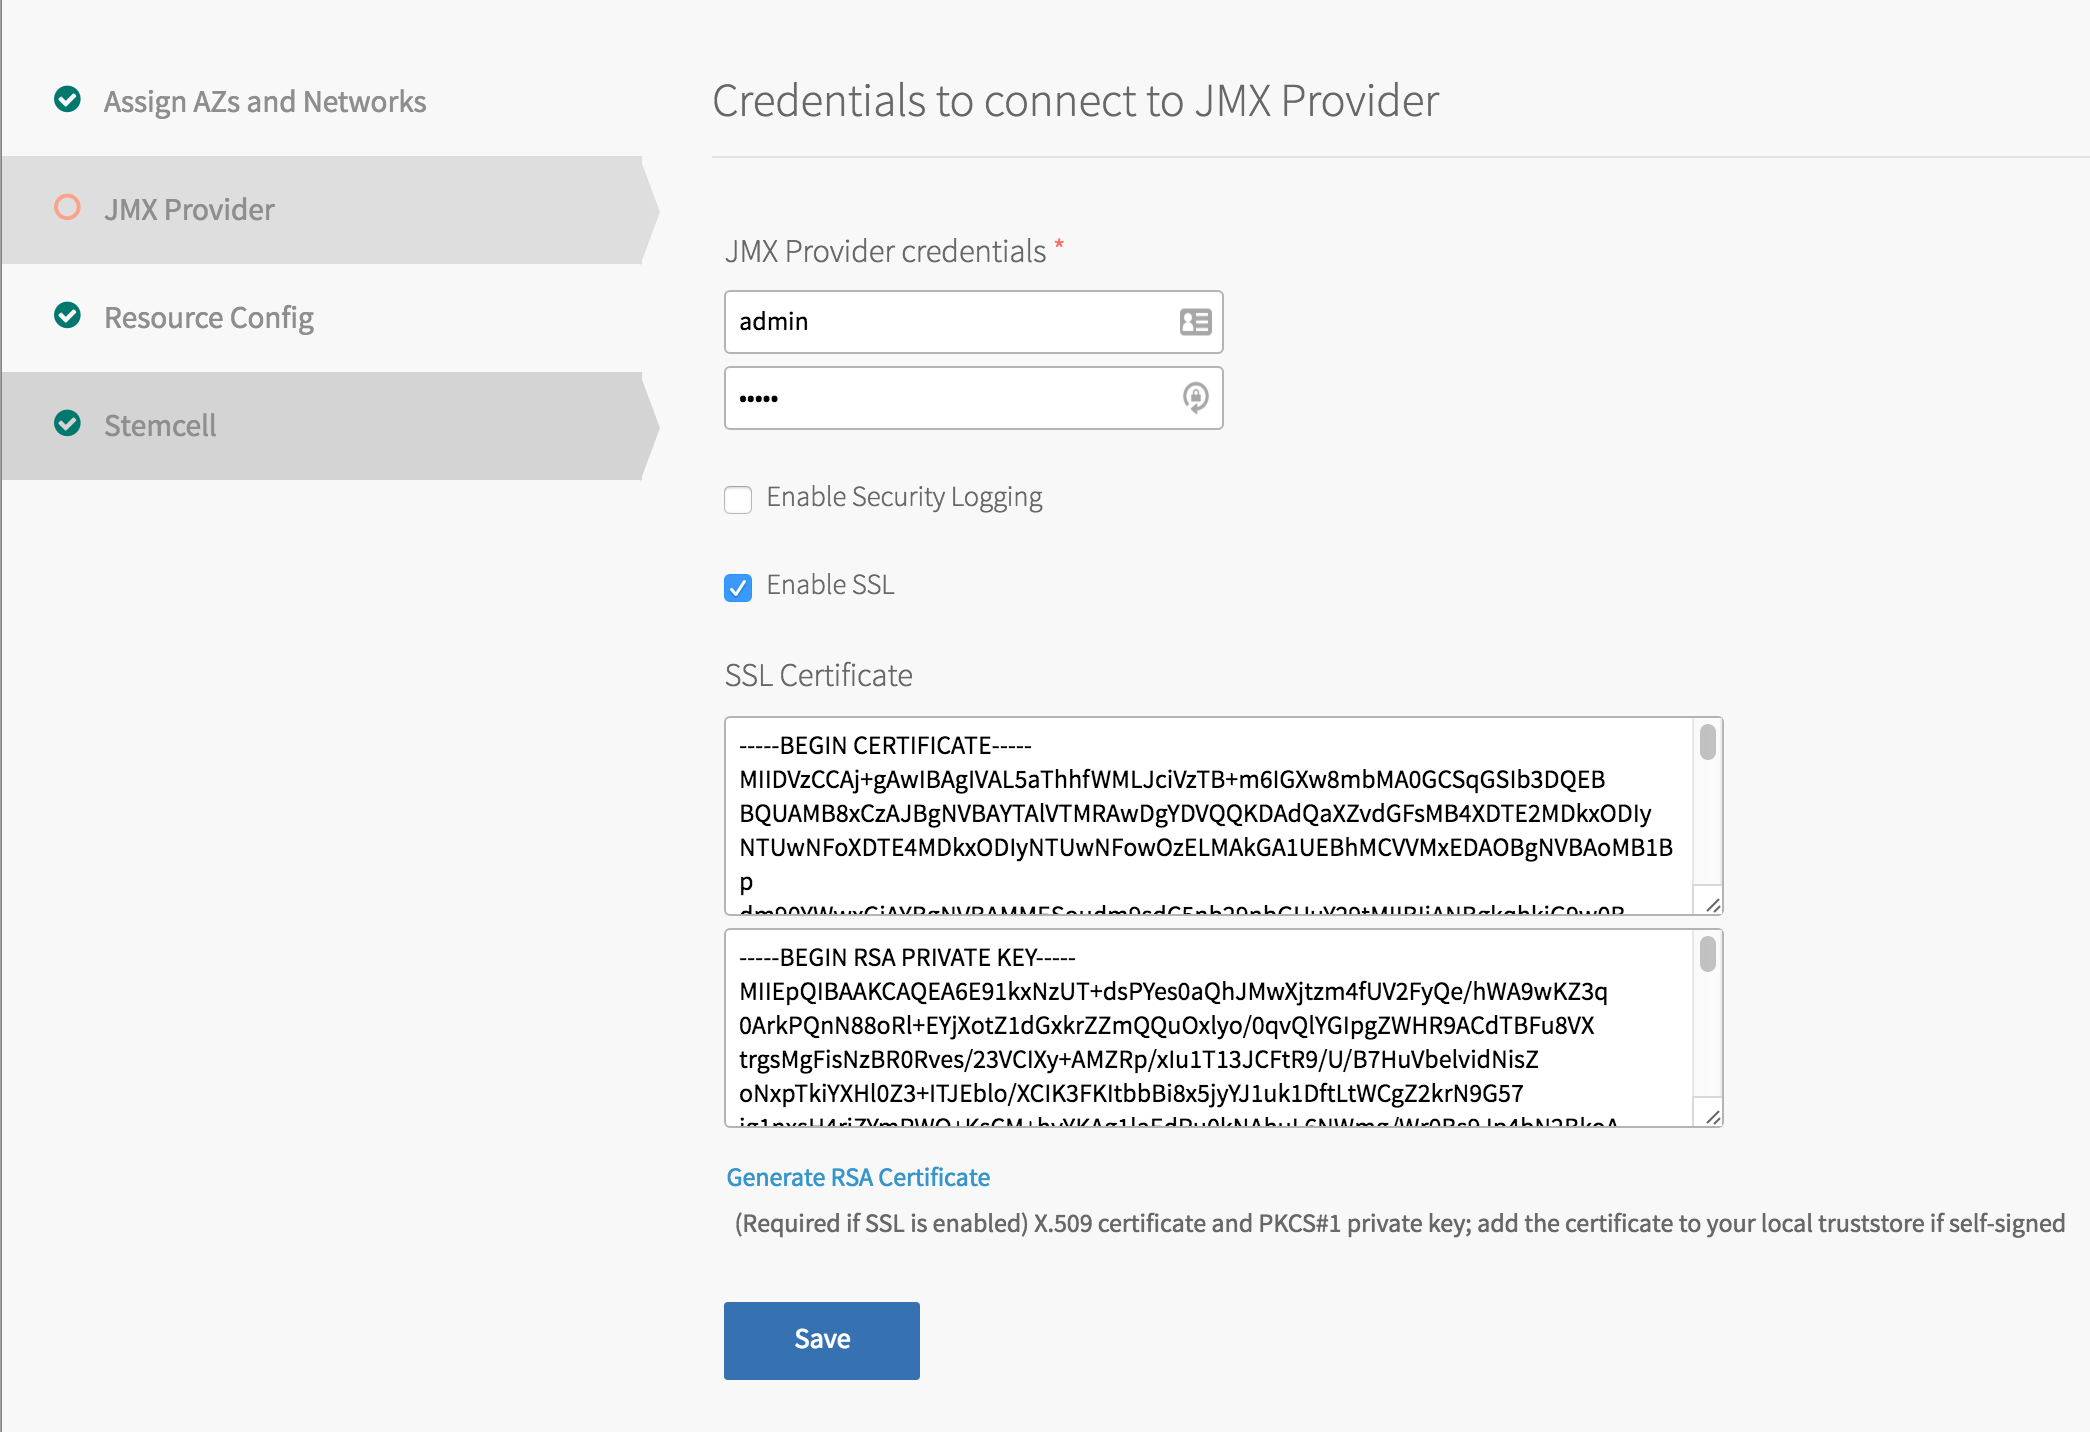 Assign AZs and Networks
JMX Provider
Resource Config
Stemcell
Credentials to connect to JMX Provider
JMX Provider credentials *
admin
•••••
Enable Security Logging
Enable SSL
SSL Certificate
-----BEGIN CERTIFICATE-----
MIIDVzCCAj+gAwIBAgIVAL5aThhfWMLJciVzTB+m6IGXw8mbMA0GCSqGSIb3DQEB
BQUAMB8xCzAJBgNVBAYTAlVTMRAwDgYDVQQKDAdQaXZvdGFsMB4XDTE2MDkxODIy
NTUwNFoXDTE4MDkxODIyNTUwNFowOzELMAkGA1UEBhMCVVMxEDAOBgNVBAoMB1B
p
-----BEGIN RSA PRIVATE KEY-----
MIIEpQIBAAKCAQEA6E91kxNzUT+dsPYes0aQhJMwXjtzm4fUV2FyQe/hWA9wKZ3q
0ArkPQnN88oRl+EYjXotZ1dGxkrZZmQQuOxlyo/0qvQlYGIpgZWHR9ACdTBFu8VX
trgsMgFisNzBR0Rves/23VCIXy+AMZRp/xIu1T13JCFtR9/U/B7HuVbelvidNisZ
oNxpTkiYXHl0Z3+ITJEblo/XCIK3FKItbbBi8x5jyYJ1uk1DftLtWCgZ2krN9G57
Generate RSA Certificate
(Required if SSL is enabled) X.509 certificate and PKCS#1 private key; add the certificate to your local truststore if self-signed
Save